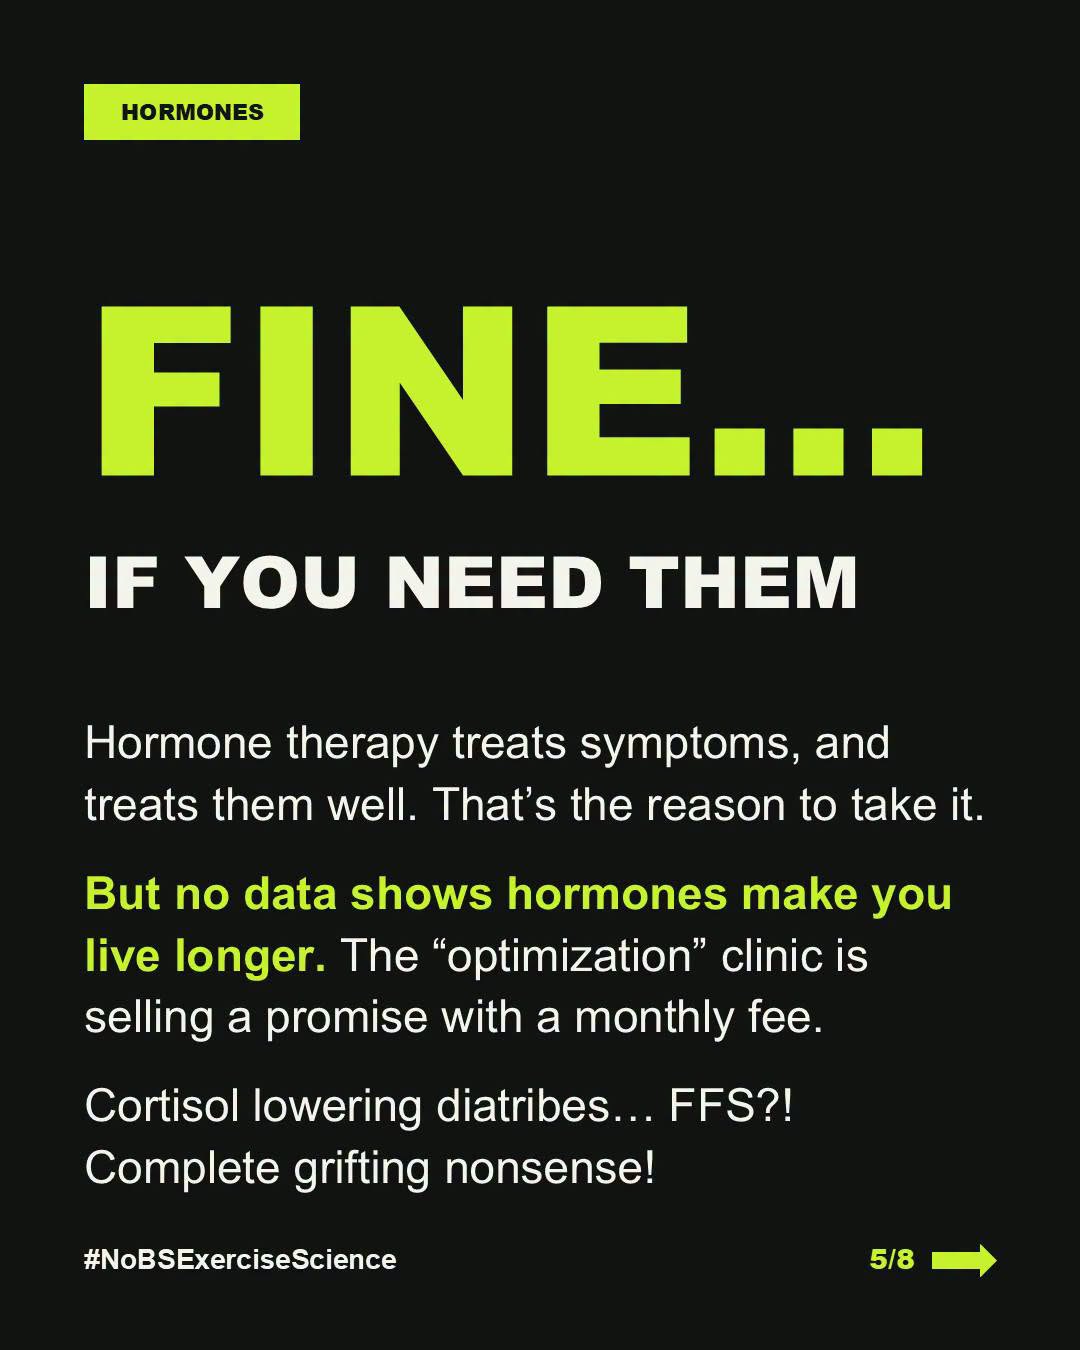 HORMONES
FINE...
IF YOU NEED THEM
Hormone therapy treats symptoms, and
treats them well. That’s the reason to take it.
But no data shows hormones make you
live longer. The “optimization” clinic is
selling a promise with a monthly fee.
Cortisol lowering diatribes… FFS?!
Complete grifting nonsense!
#NoBSExerciseScience
5/8